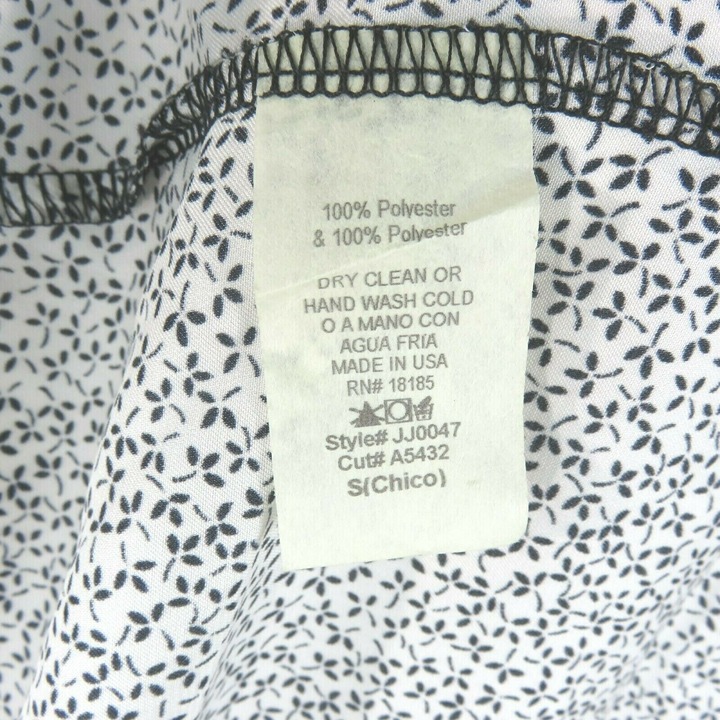 100% Polyester
& 100% Polyester
DRY CLEAN OR
HAND WASH COLD
O A MANO CON
AGUA FRIA
MADE IN USA
RN# 18185
Style# JJ0047
Cut# A5432
S(Chico)